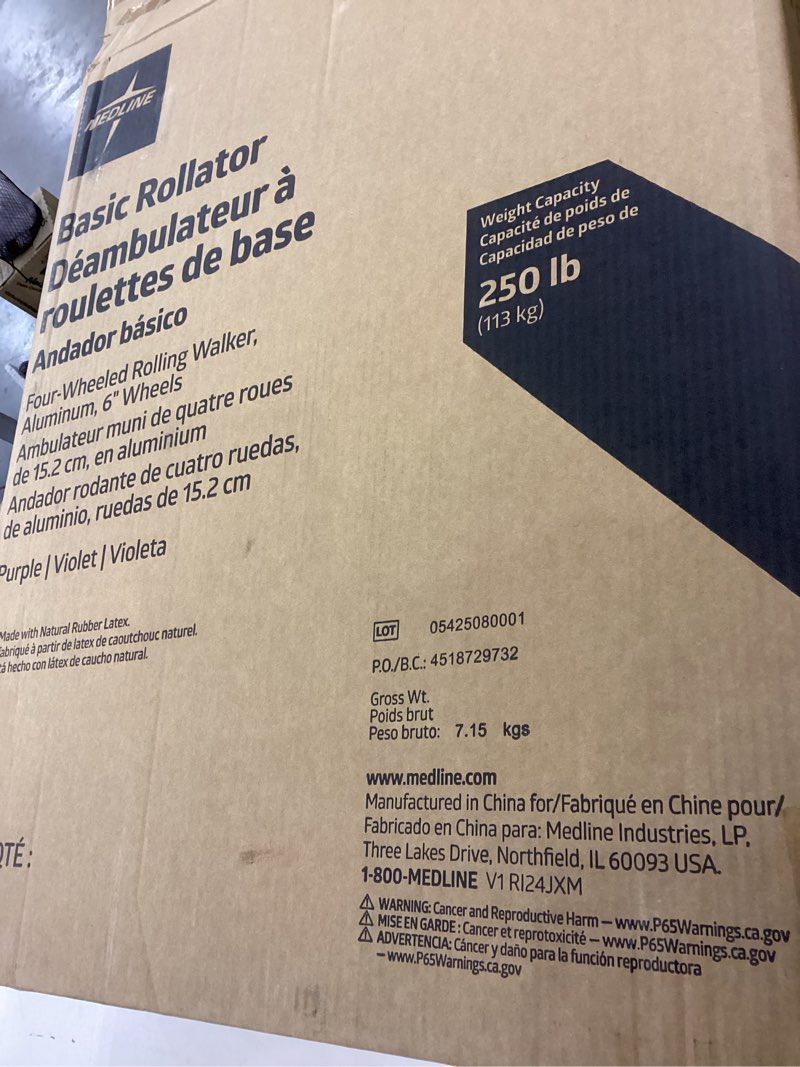 MEDLINE
Basic Rollator
Déambulateur à
roulettes de base
Andador básico
Four-Wheeled Rolling Walker,
Aluminum, 6" Wheels
Ambulateur muni de quatre roues
de 15.2 cm, en aluminium
Andador rodante de cuatro ruedas,
de aluminio, ruedas de 15.2 cm
Purple | Violet | Violeta
Made with Natural Rubber Latex.
abriqué à partir de latex de caoutchouc naturel.
tá hecho con látex de caucho natural.
QTÉ :
Weight Capacity
Capacité de poids de
Capacidad de peso de
250 lb
(113 kg)
LOT 05425080001
P.O./B.C.: 4518729732
Gross Wt.
Poids brut
Peso bruto: 7.15 kgs
www.medline.com
Manufactured in China for/Fabriqué en Chine pour/
Fabricado en China para: Medline Industries, LP,
Three Lakes Drive, Northfield, IL 60093 USA.
1-800-MEDLINE V1 RI24JXM
⚠ WARNING: Cancer and Reproductive Harm – www.P65Warnings.ca.gov
⚠ MISE EN GARDE : Cancer et reprotoxicité – www.P65Warnings.ca.gov
⚠ ADVERTENCIA: Cáncer y daño para la función reproductora
– www.P65Warnings.ca.gov